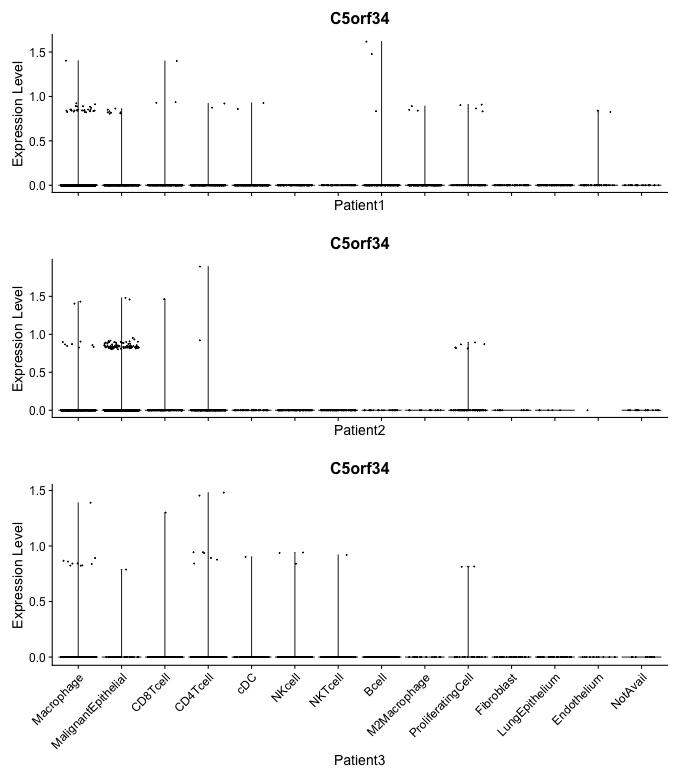 C5orf34
Expression Level
1.5
1.0
0.5
0.0
Patient1
C5orf34
Expression Level
1.5
1.0
0.5
0.0
Patient2
C5orf34
Expression Level
1.5
1.0
0.5
0.0
Macrophage
MalignantEpithelial
CD8Tcell
CD4Tcell
cDC
NKcell
NKTcell
Bcell
M2Macrophage
ProliferatingCell
Fibroblast
LungEpithelium
Endothelium
NotAvail
Patient3